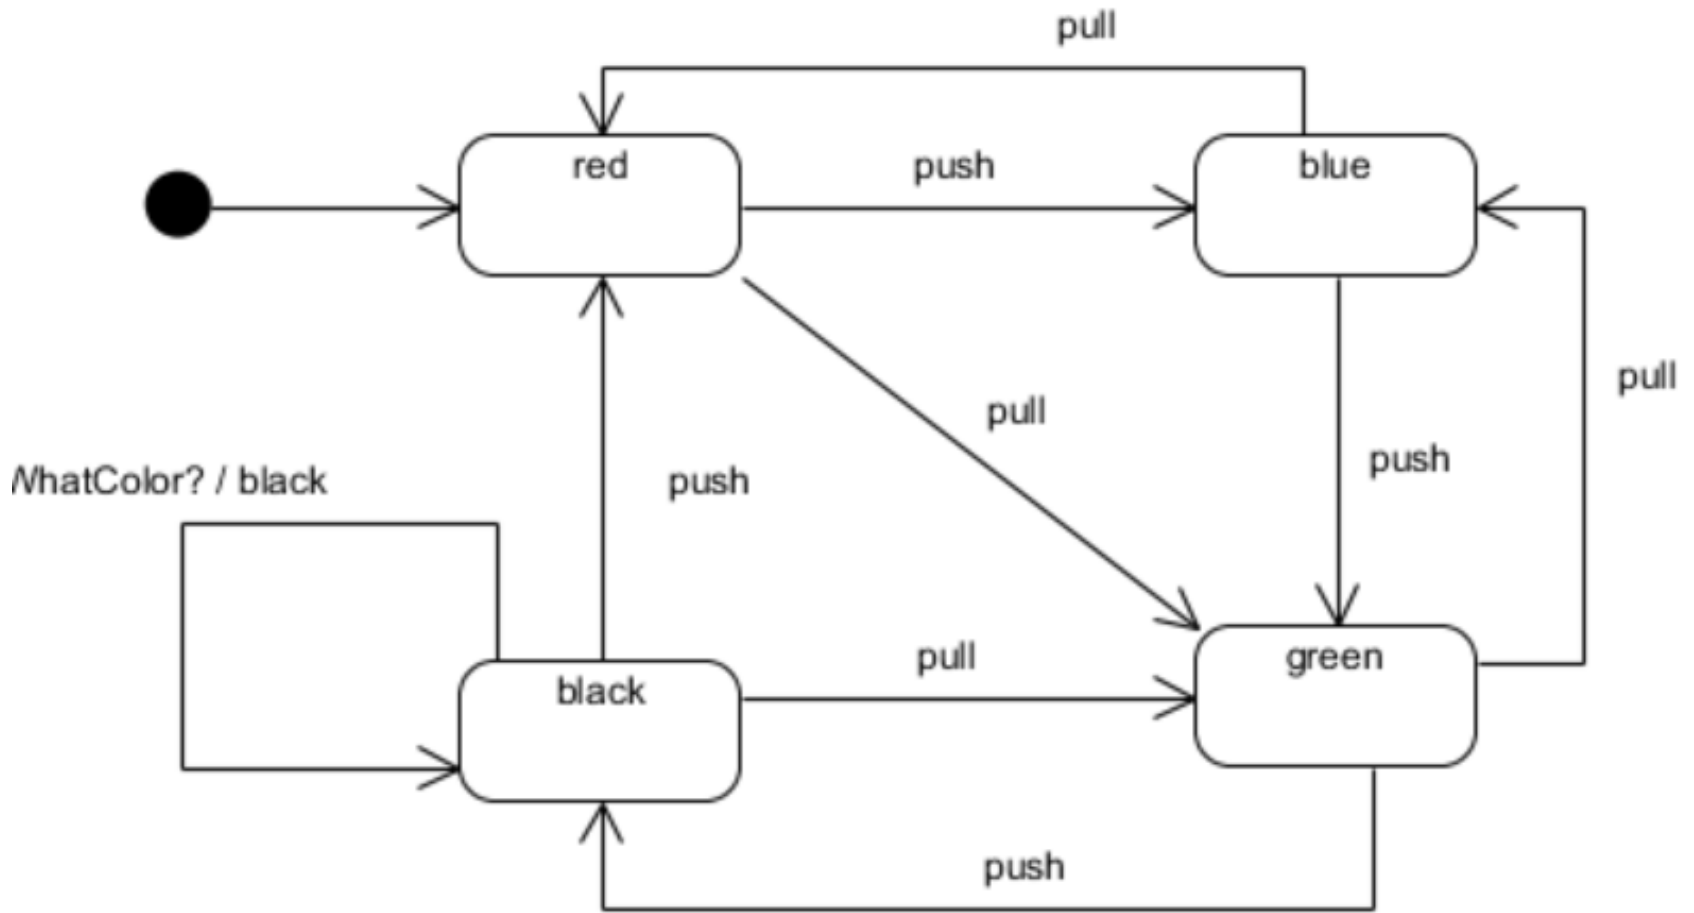 pull
red
push
blue
pull
pull
push
WhatColor? / black
push
pull
green
black
push